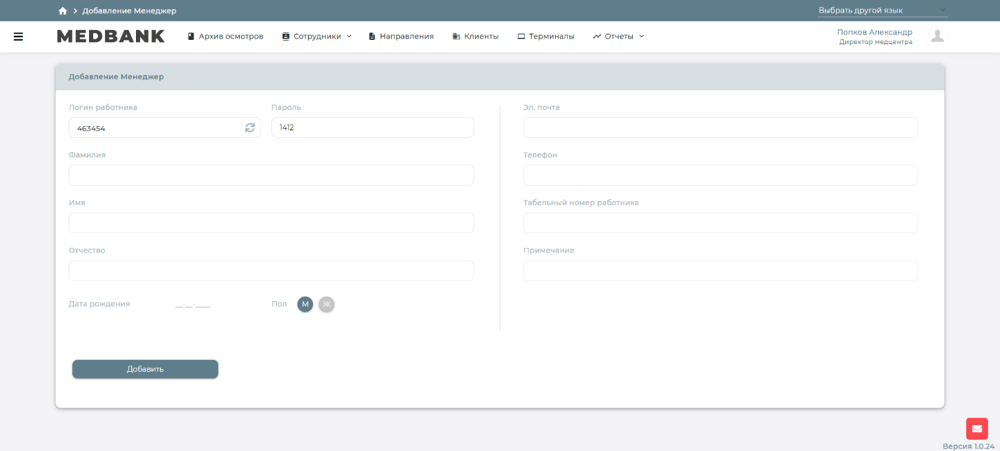 Добавление Менеджер
Выбрать другой язык
MEDBANK
Архив осмотров
Сотрудники
Направления
Клиенты
Терминалы
Отчеты
Попков Александр
Директор медцентра
Добавление Менеджер
Логин работника
463454
Пароль
1412
Фамилия
Имя
Отчество
Дата рождения
__-__-____
Пол
М
Ж
Эл. почта
Телефон
Табельный номер работника
Примечание
Добавить
Версия 1.0.24